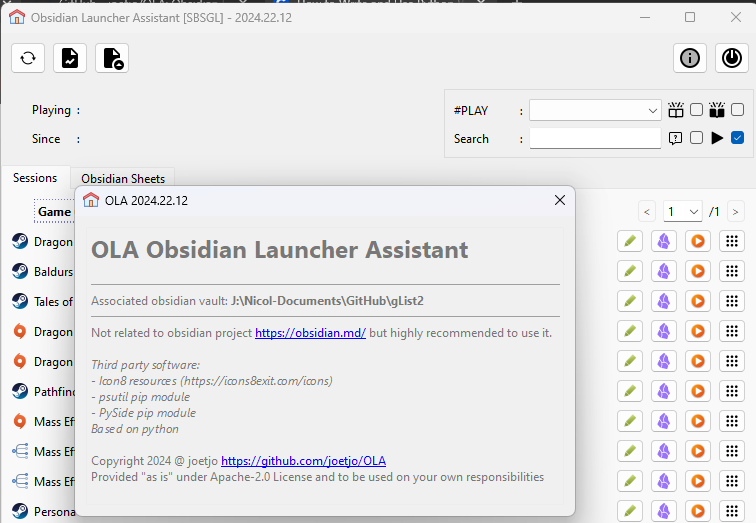 Obsidian Launcher Assistant [SBSGL] - 2024.22.12
Playing :
Since :
#PLAY :
Search :
Sessions
Obsidian Sheets
Game
< 1 /1 >
Dragon
Baldurs
Tales of
Dragon
Dragon
Pathfin
Mass Ef
Mass Ef
Mass Ef
Persona
OLA 2024.22.12
OLA Obsidian Launcher Assistant
Associated obsidian vault: J:\Nicol-Documents\GitHub\gList2
Not related to obsidian project https://obsidian.md/ but highly recommended to use it.
Third party software:
- Icon8 resources (https://icons8exit.com/icons)
- psutil pip module
- PySide pip module
Based on python
Copyright 2024 @ joetjo https://github.com/joetjo/OLA
Provided "as is" under Apache-2.0 License and to be used on your own responsibilities